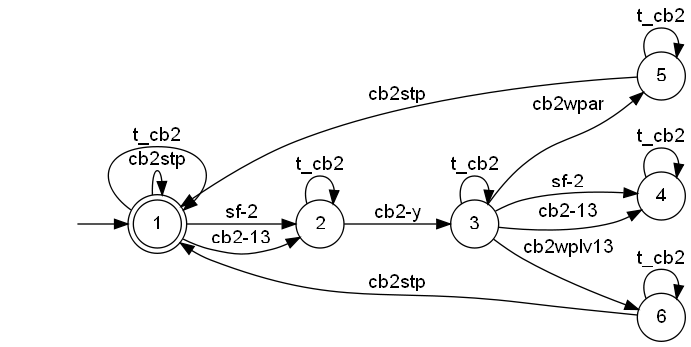 t_cb2
5
cb2stp
cb2wpar
t_cb2
cb2stp
t_cb2
t_cb2
t_cb2
sf-2
4
1
sf-2
cb2-13
2
cb2-y
3
cb2-13
cb2wplv13
t_cb2
cb2stp
6